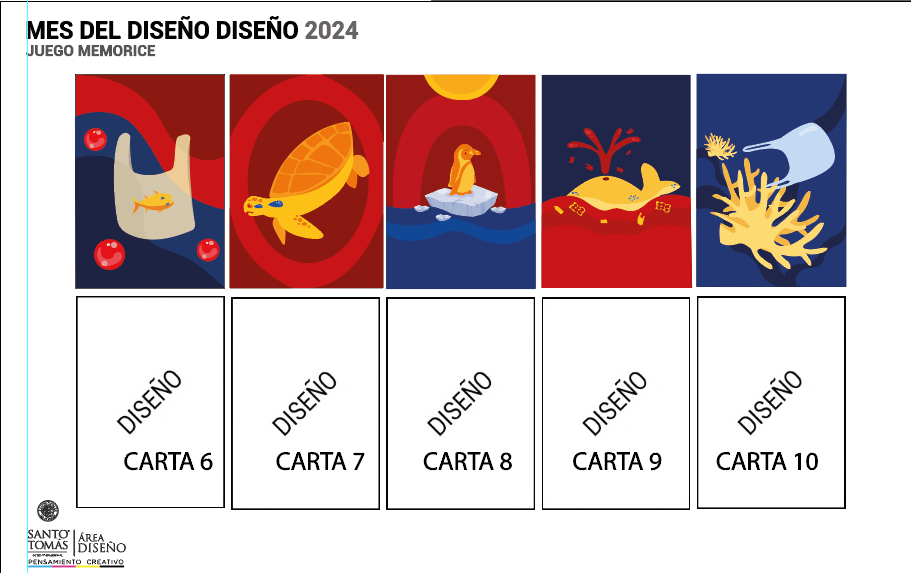 MES DEL DISEÑO DISEÑO 2024
JUEGO MEMORICE
DISEÑO
CARTA 6
DISEÑO
CARTA 7
DISEÑO
CARTA 8
DISEÑO
CARTA 9
DISEÑO
CARTA 10
SANTO TOMÁS
ÁREA DISEÑO
PENSAMIENTO CREATIVO